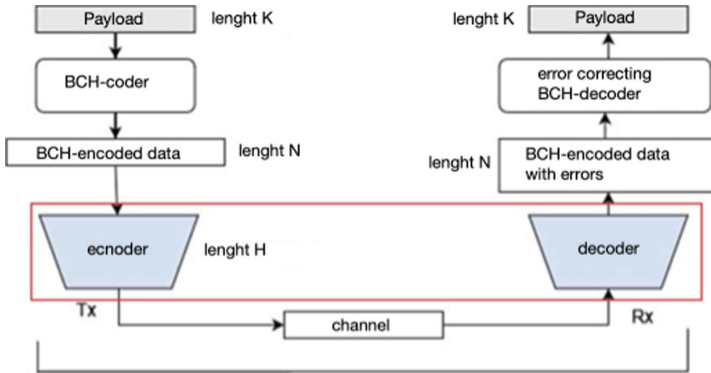 Payload
lenght K
lenght K
Payload
BCH-coder
error correcting
BCH-decoder
BCH-encoded data
lenght N
lenght N
BCH-encoded data
with errors
ecnoder
lenght H
decoder
Tx
channel
Rx